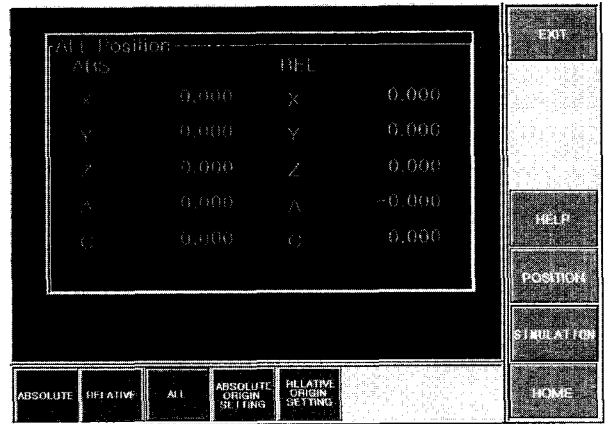 ALL Position
ABS REL
X 0.000 X 0.000
Y 0.000 Y 0.000
Z 0.000 Z 0.000
A 0.000 A -0.000
C 0.000 C 0.000
EXIT
HELP
POSITION
SIMULATION
HOME
ABSOLUTE
RELATIVE
ALL
ABSOLUTE
ORIGIN
SETTING
RELATIVE
ORIGIN
SETTING